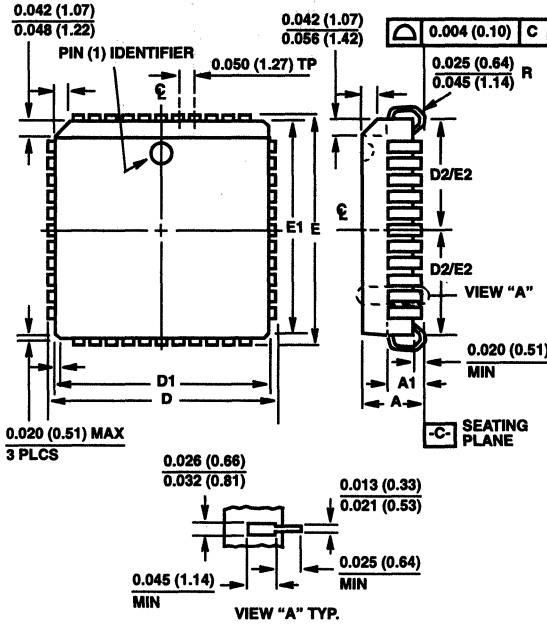 0.042 (1.07)
0.048 (1.22)
PIN (1) IDENTIFIER
0.050 (1.27) TP
℄
0.042 (1.07)
0.056 (1.42)
0.004 (0.10) C
0.025 (0.64)
0.045 (1.14)
R
D2/E2
℄
E1
E
D2/E2
VIEW “A”
0.020 (0.51)
MIN
A1
A
D1
D
-C-
SEATING
PLANE
0.020 (0.51) MAX
3 PLCS
0.026 (0.66)
0.032 (0.81)
0.013 (0.33)
0.021 (0.53)
0.025 (0.64)
MIN
0.045 (1.14)
MIN
VIEW “A” TYP.